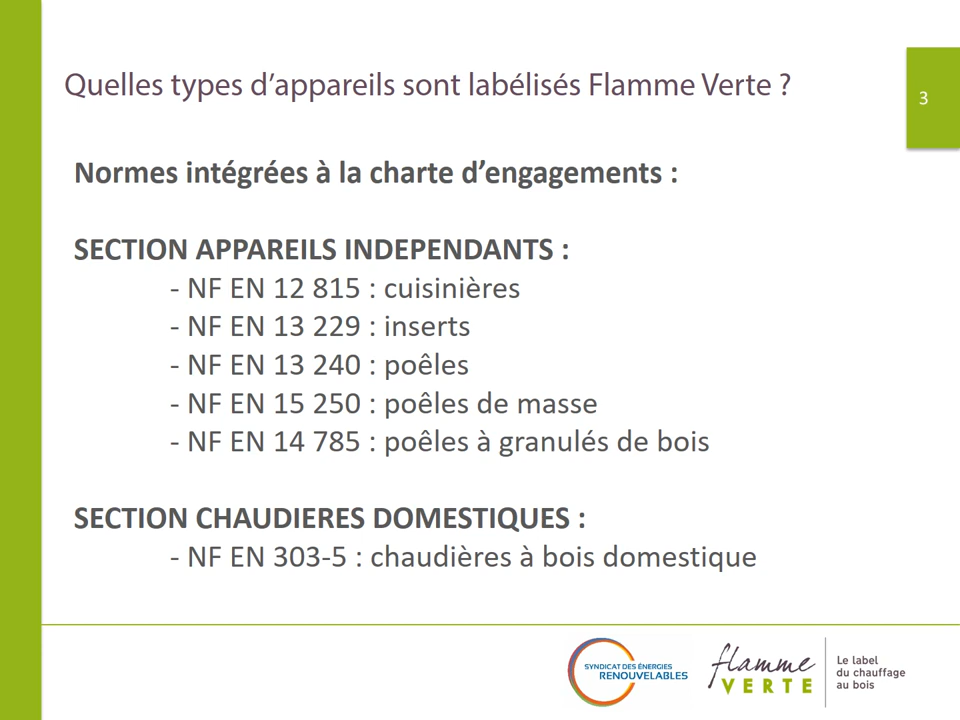 Quelles types d’appareils sont labélisés Flamme Verte ?
3
Normes intégrées à la charte d’engagements :
SECTION APPAREILS INDEPENDANTS :
- NF EN 12 815 : cuisinières
- NF EN 13 229 : inserts
- NF EN 13 240 : poêles
- NF EN 15 250 : poêles de masse
- NF EN 14 785 : poêles à granulés de bois
SECTION CHAUDIERES DOMESTIQUES :
- NF EN 303-5 : chaudières à bois domestique
SYNDICAT DES ÉNERGIES
RENOUVELABLES
flamme
VERTE
Le label
du chauffage
au bois